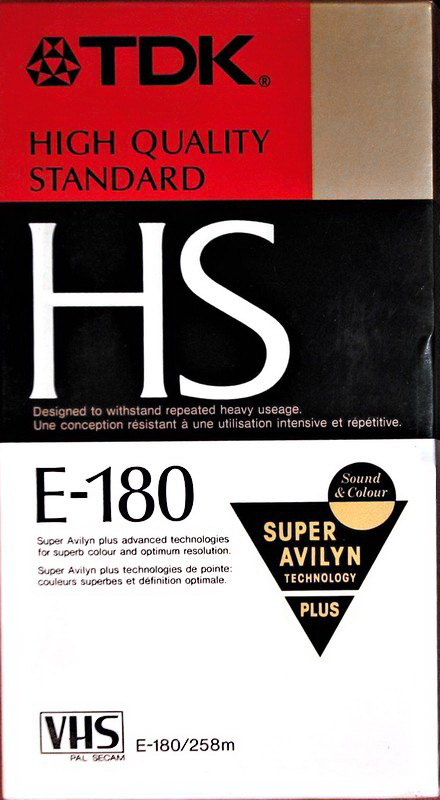 TDK®
HIGH QUALITY
STANDARD
HS
Designed to withstand repeated heavy useage.
Une conception résistant à une utilisation intensive et répétitive.
E-180
Super Avilyn plus advanced technologies
for superb colour and optimum resolution.
Super Avilyn plus technologies de pointe:
couleurs superbes et définition optimale.
Sound
& Colour
SUPER
AVILYN
TECHNOLOGY
PLUS
VHS
PAL SECAM
E-180/258m